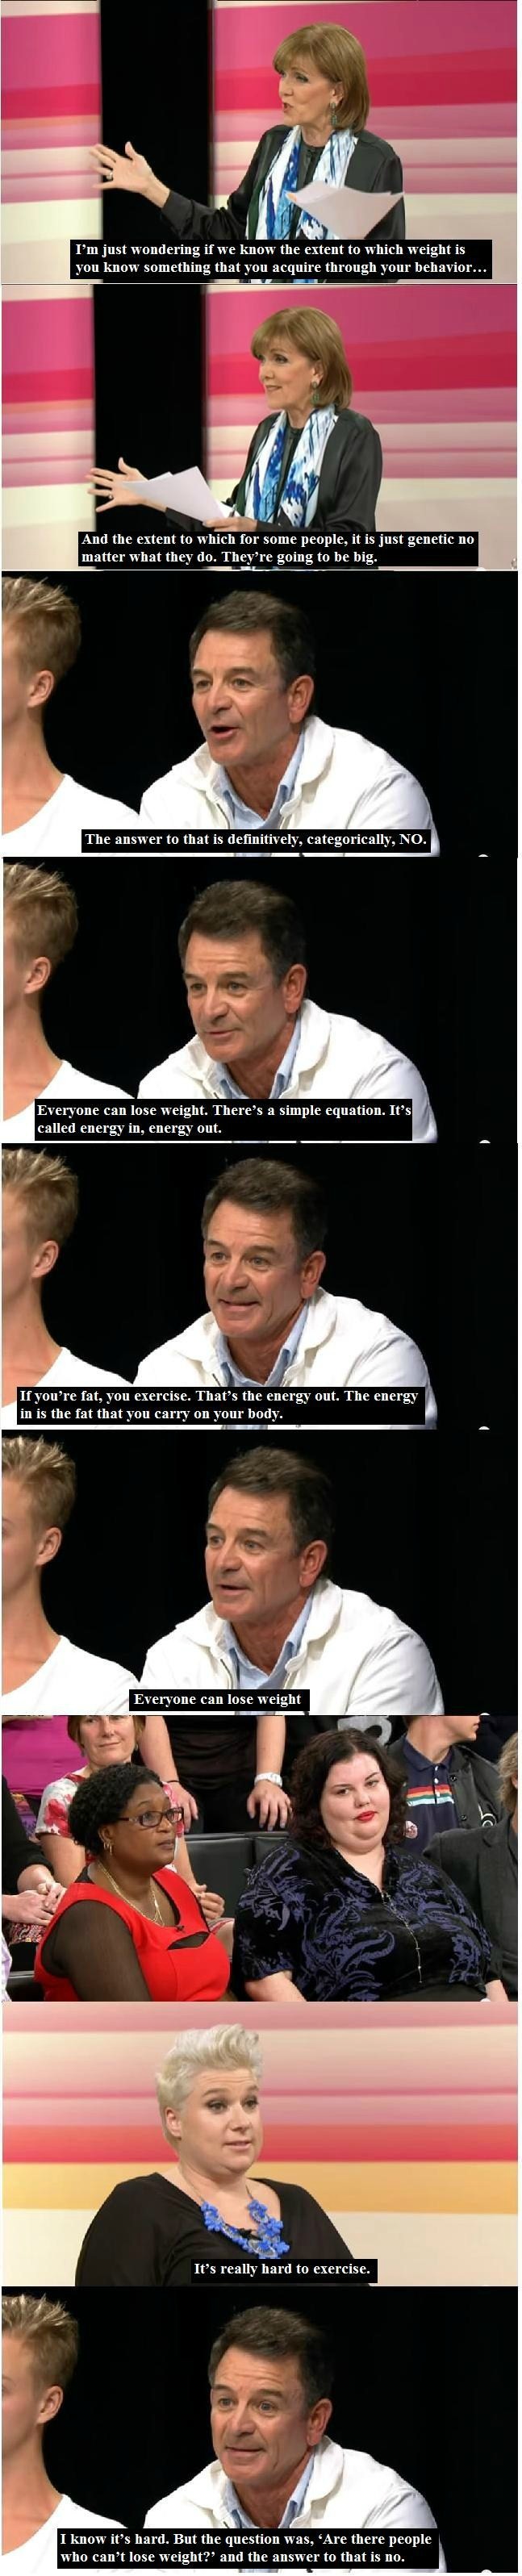 I'm just wondering if we know the extent to which weight is
you know something that you acquire through your behavior...
And the extent to which for some people, it is just genetic no
matter what they do. They're going to be big.
The answer to that is definitively, categorically, NO.
Everyone can lose weight. There's a simple equation. It's
called energy in, energy out.
If you're fat, you exercise. That's the energy out. The energy
in is the fat that you carry on your body.
Everyone can lose weight
It's really hard to exercise.
I know it's hard. But the question was, 'Are there people
who can't lose weight?' and the answer to that is no.